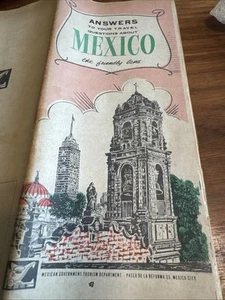 ANSWERS
TO YOUR TRAVEL
QUESTIONS ABOUT
MEXICO
the friendly land
MEXICAN GOVERNMENT TOURISM DEPARTMENT - PASEO DE LA REFORMA 35, MEXICO CITY